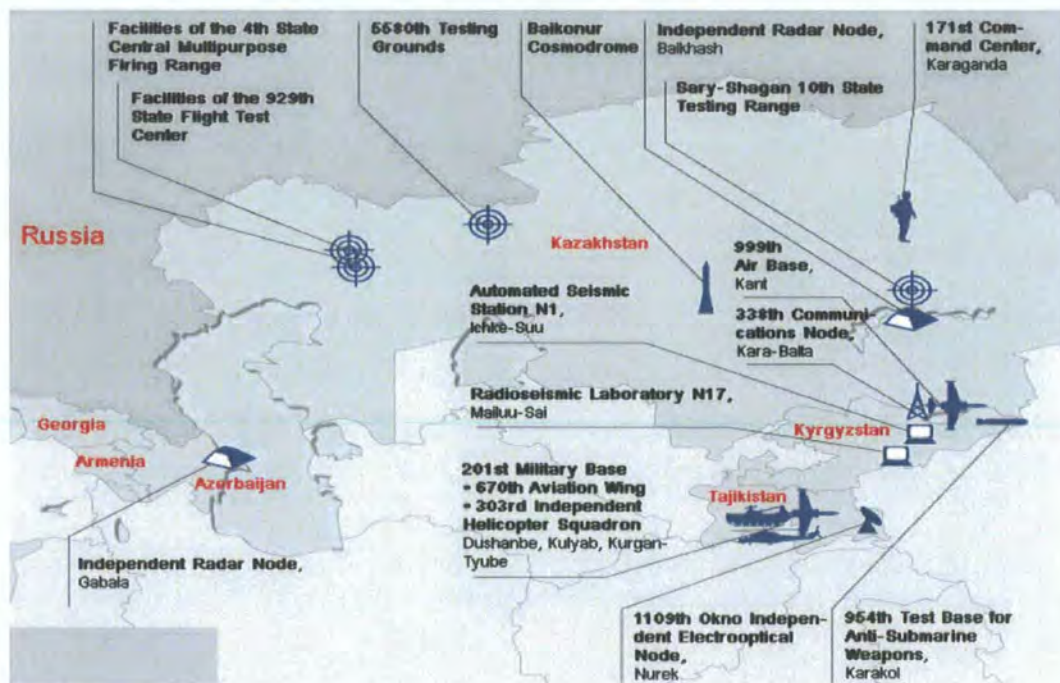 Facilities of the 4th State
Central Multipurpose
Firing Range
Facilities of the 929th
State Flight Test
Center
5580th Testing
Grounds
Baikonur
Cosmodrome
Independent Radar Node,
Balkhash
Sary-Shagan 10th State
Testing Range
171st Com-
mand Center,
Karaganda
Russia
Kazakhstan
999th
Air Base,
Kant
Automated Seismic
Station N1,
Ichke-Suu
338th Communi-
cations Node,
Kara-Balta
Radioseismic Laboratory N17,
Mailuu-Sai
Georgia
Armenia
Azerbaijan
Kyrgyzstan
201st Military Base
• 670th Aviation Wing
• 303rd Independent
Helicopter Squadron
Dushanbe, Kulyab, Kurgan-
Tyube
Tajikistan
Independent Radar Node,
Gabala
1109th Okno Indepen-
dent Electrooptical
Node,
Nurek
954th Test Base for
Anti-Submarine
Weapons,
Karakol